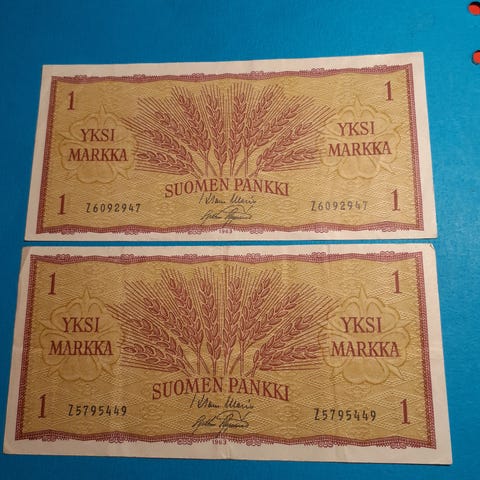 1 1
YKSI MARKKA YKSI MARKKA
SUOMEN PANKKI
Z6092947 Z6092947
1 1963 1
1 1
YKSI MARKKA YKSI MARKKA
SUOMEN PANKKI
Z5795449 Z5795449
1 1963 1